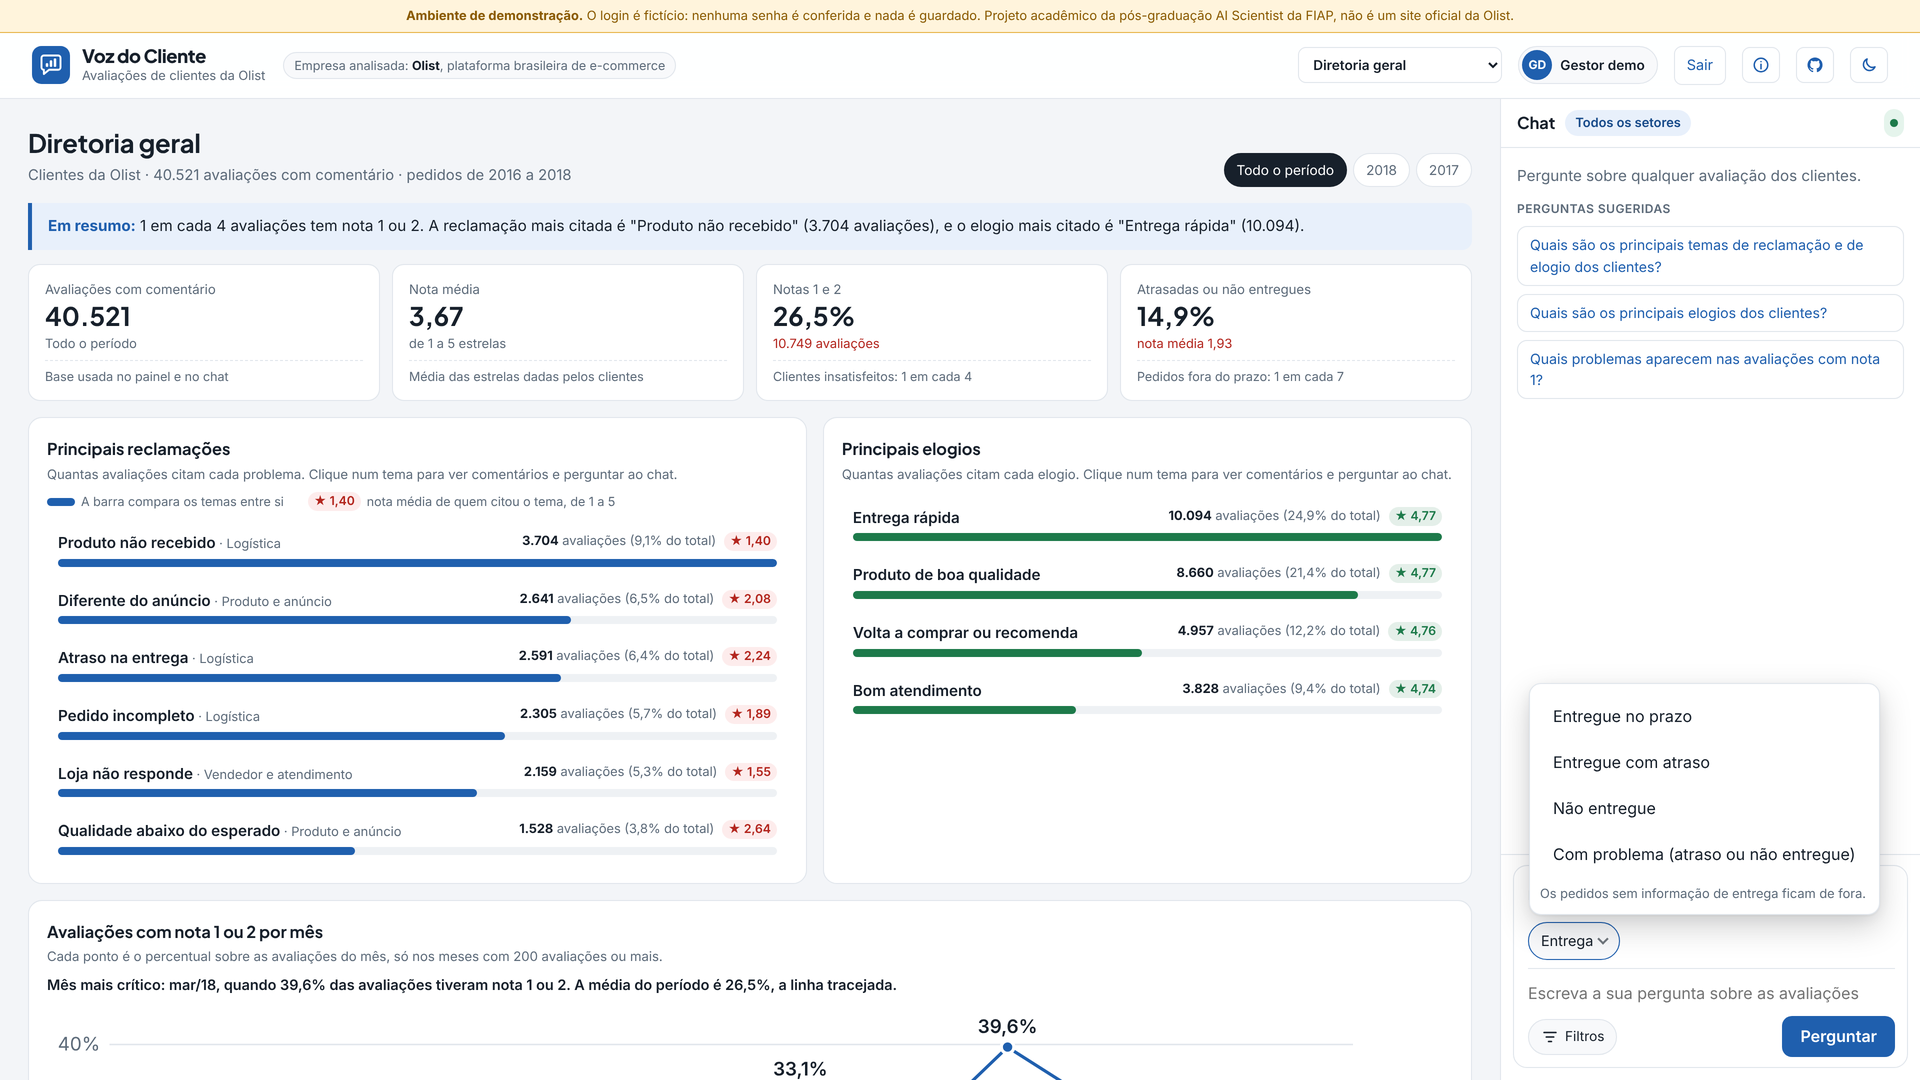 Ambiente de demonstração. O login é fictício: nenhuma senha é conferida e nada é guardado. Projeto acadêmico da pós-graduação AI Scientist da FIAP, não é um site oficial da Olist.
Voz do Cliente
Avaliações de clientes da Olist
Empresa analisada: Olist, plataforma brasileira de e-commerce
Diretoria geral
GD
Gestor demo
Sair
Diretoria geral
Clientes da Olist · 40.521 avaliações com comentário · pedidos de 2016 a 2018
Todo o período
2018
2017
Em resumo: 1 em cada 4 avaliações tem nota 1 ou 2. A reclamação mais citada é "Produto não recebido" (3.704 avaliações), e o elogio mais citado é "Entrega rápida" (10.094).
Avaliações com comentário
40.521
Todo o período
Base usada no painel e no chat
Nota média
3,67
de 1 a 5 estrelas
Média das estrelas dadas pelos clientes
Notas 1 e 2
26,5%
10.749 avaliações
Clientes insatisfeitos: 1 em cada 4
Atrasadas ou não entregues
14,9%
nota média 1,93
Pedidos fora do prazo: 1 em cada 7
Principais reclamações
Quantas avaliações citam cada problema. Clique num tema para ver comentários e perguntar ao chat.
A barra compara os temas entre si ★ 1,40 nota média de quem citou o tema, de 1 a 5
Produto não recebido · Logística 3.704 avaliações (9,1% do total) ★ 1,40
Diferente do anúncio · Produto e anúncio 2.641 avaliações (6,5% do total) ★ 2,08
Atraso na entrega · Logística 2.591 avaliações (6,4% do total) ★ 2,24
Pedido incompleto · Logística 2.305 avaliações (5,7% do total) ★ 1,89
Loja não responde · Vendedor e atendimento 2.159 avaliações (5,3% do total) ★ 1,55
Qualidade abaixo do esperado · Produto e anúncio 1.528 avaliações (3,8% do total) ★ 2,64
Principais elogios
Quantas avaliações citam cada elogio. Clique num tema para ver comentários e perguntar ao chat.
Entrega rápida 10.094 avaliações (24,9% do total) ★ 4,77
Produto de boa qualidade 8.660 avaliações (21,4% do total) ★ 4,77
Volta a comprar ou recomenda 4.957 avaliações (12,2% do total) ★ 4,76
Bom atendimento 3.828 avaliações (9,4% do total) ★ 4,74
Avaliações com nota 1 ou 2 por mês
Cada ponto é o percentual sobre as avaliações do mês, só nos meses com 200 avaliações ou mais.
Mês mais crítico: mar/18, quando 39,6% das avaliações tiveram nota 1 ou 2. A média do período é 26,5%, a linha tracejada.
39,6%
40%
33,1%
Chat
Todos os setores
Pergunte sobre qualquer avaliação dos clientes.
PERGUNTAS SUGERIDAS
Quais são os principais temas de reclamação e de
elogio dos clientes?
Quais são os principais elogios dos clientes?
Quais problemas aparecem nas avaliações com nota
1?
Entregue no prazo
Entregue com atraso
Não entregue
Com problema (atraso ou não entregue)
Os pedidos sem informação de entrega ficam de fora.
Entrega
Escreva a sua pergunta sobre as avaliações
Filtros
Perguntar